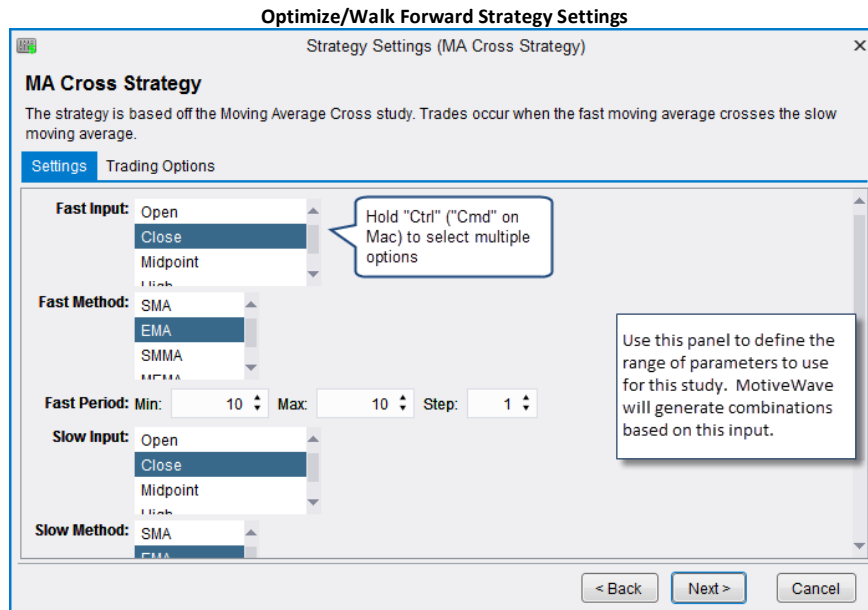 Optimize/Walk Forward Strategy Settings
Strategy Settings (MA Cross Strategy)
MA Cross Strategy
The strategy is based off the Moving Average Cross study. Trades occur when the fast moving average crosses the slow
moving average.
Settings Trading Options
Fast Input: Open
Close
Midpoint
High
Hold "Ctrl" ("Cmd" on
Mac) to select multiple
options
Fast Method: SMA
EMA
SMMA
MEMA
Use this panel to define the
range of parameters to use
for this study. MotiveWave
will generate combinations
based on this input.
Fast Period: Min: 10 Max: 10 Step: 1
Slow Input: Open
Close
Midpoint
High
Slow Method: SMA
EMA
< Back Next > Cancel